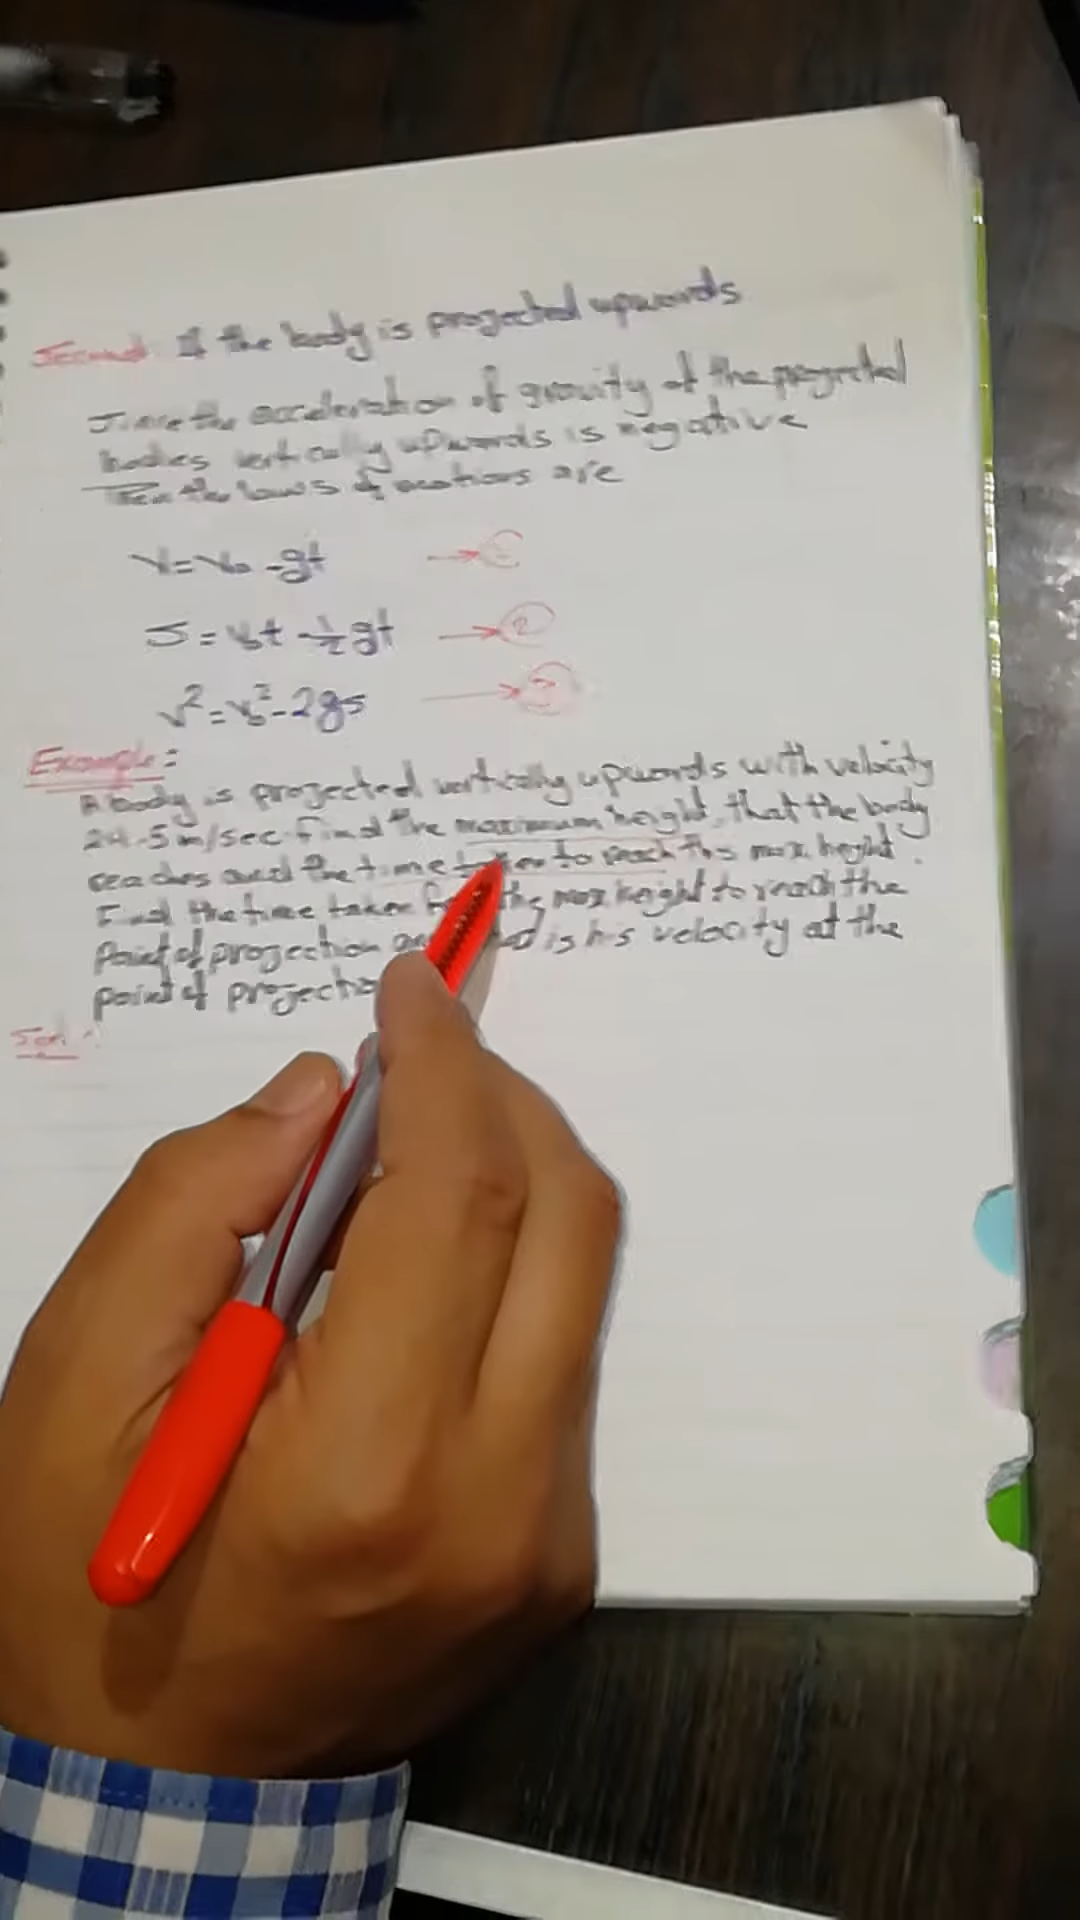 Second: If the body is projected upwards
Since the acceleration of gravity of the projected
bodies vertically upwards is negative
Then the laws of motions are
V = V₀ - gt
S = V₀t - 1/2 gt → 2
V² = V₀² - 2gs → 3
Example:
A body is projected vertically upwards with velocity
24.5 m/sec. find the maximum height, that the body
reaches and the time to reach this max. height.
Find the time taken the max height to reach the
Point of projection is his velocity at the
point of projection
Sol: